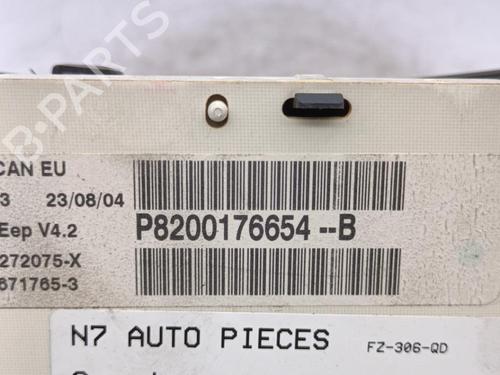 B-PARTS
CAN EU
3 23/08/04
Eep V4.2
P8200176654--B
272075-X
671765-3
N7 AUTO PIECES FZ-306-QD